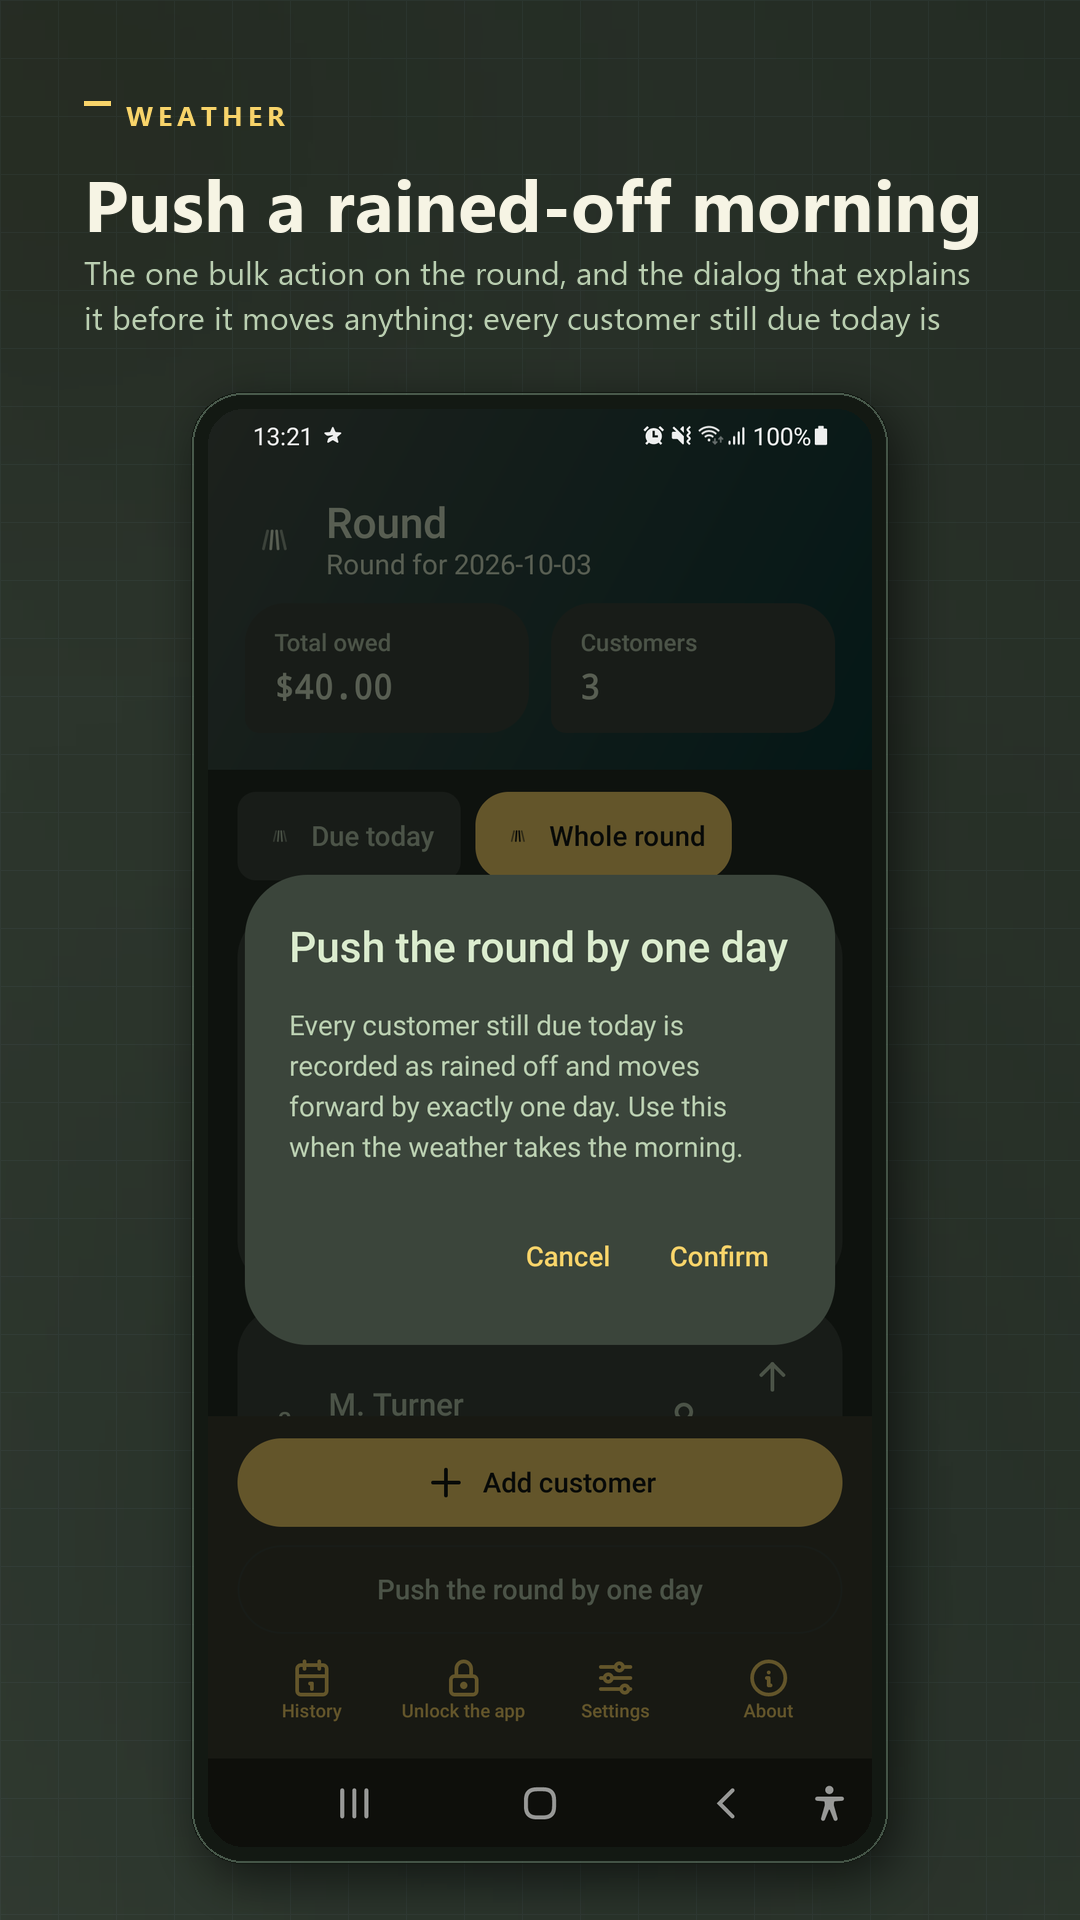 WEATHER
Push a rained-off morning
The one bulk action on the round, and the dialog that explains
it before it moves anything: every customer still due today is
13:21
100%
Round
Round for 2026-10-03
Total owed
$40.00
Customers
3
Due today
Whole round
Push the round by one day
Every customer still due today is
recorded as rained off and moves
forward by exactly one day. Use this
when the weather takes the morning.
Cancel
Confirm
M. Turner
Add customer
Push the round by one day
History
Unlock the app
Settings
About